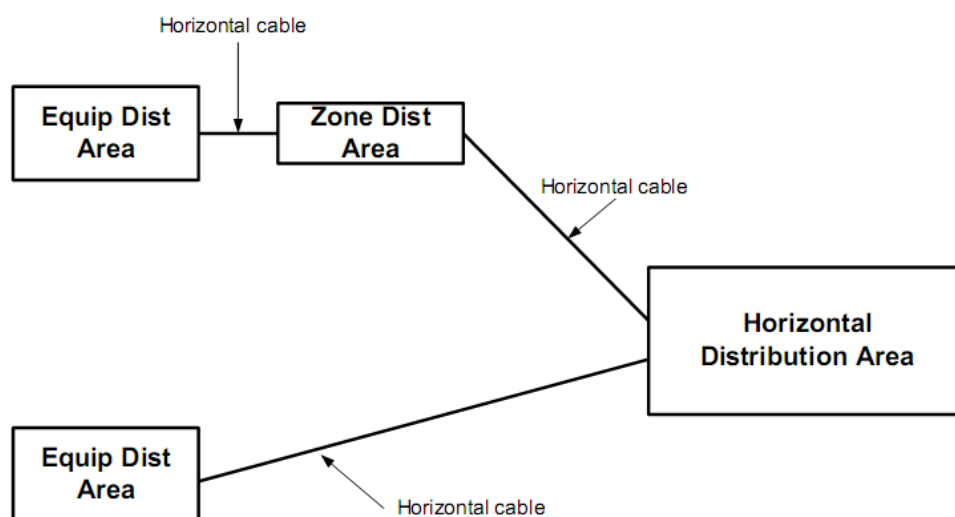 Horizontal cable
Equip Dist
Area
Zone Dist
Area
Horizontal cable
Horizontal
Distribution Area
Equip Dist
Area
Horizontal cable